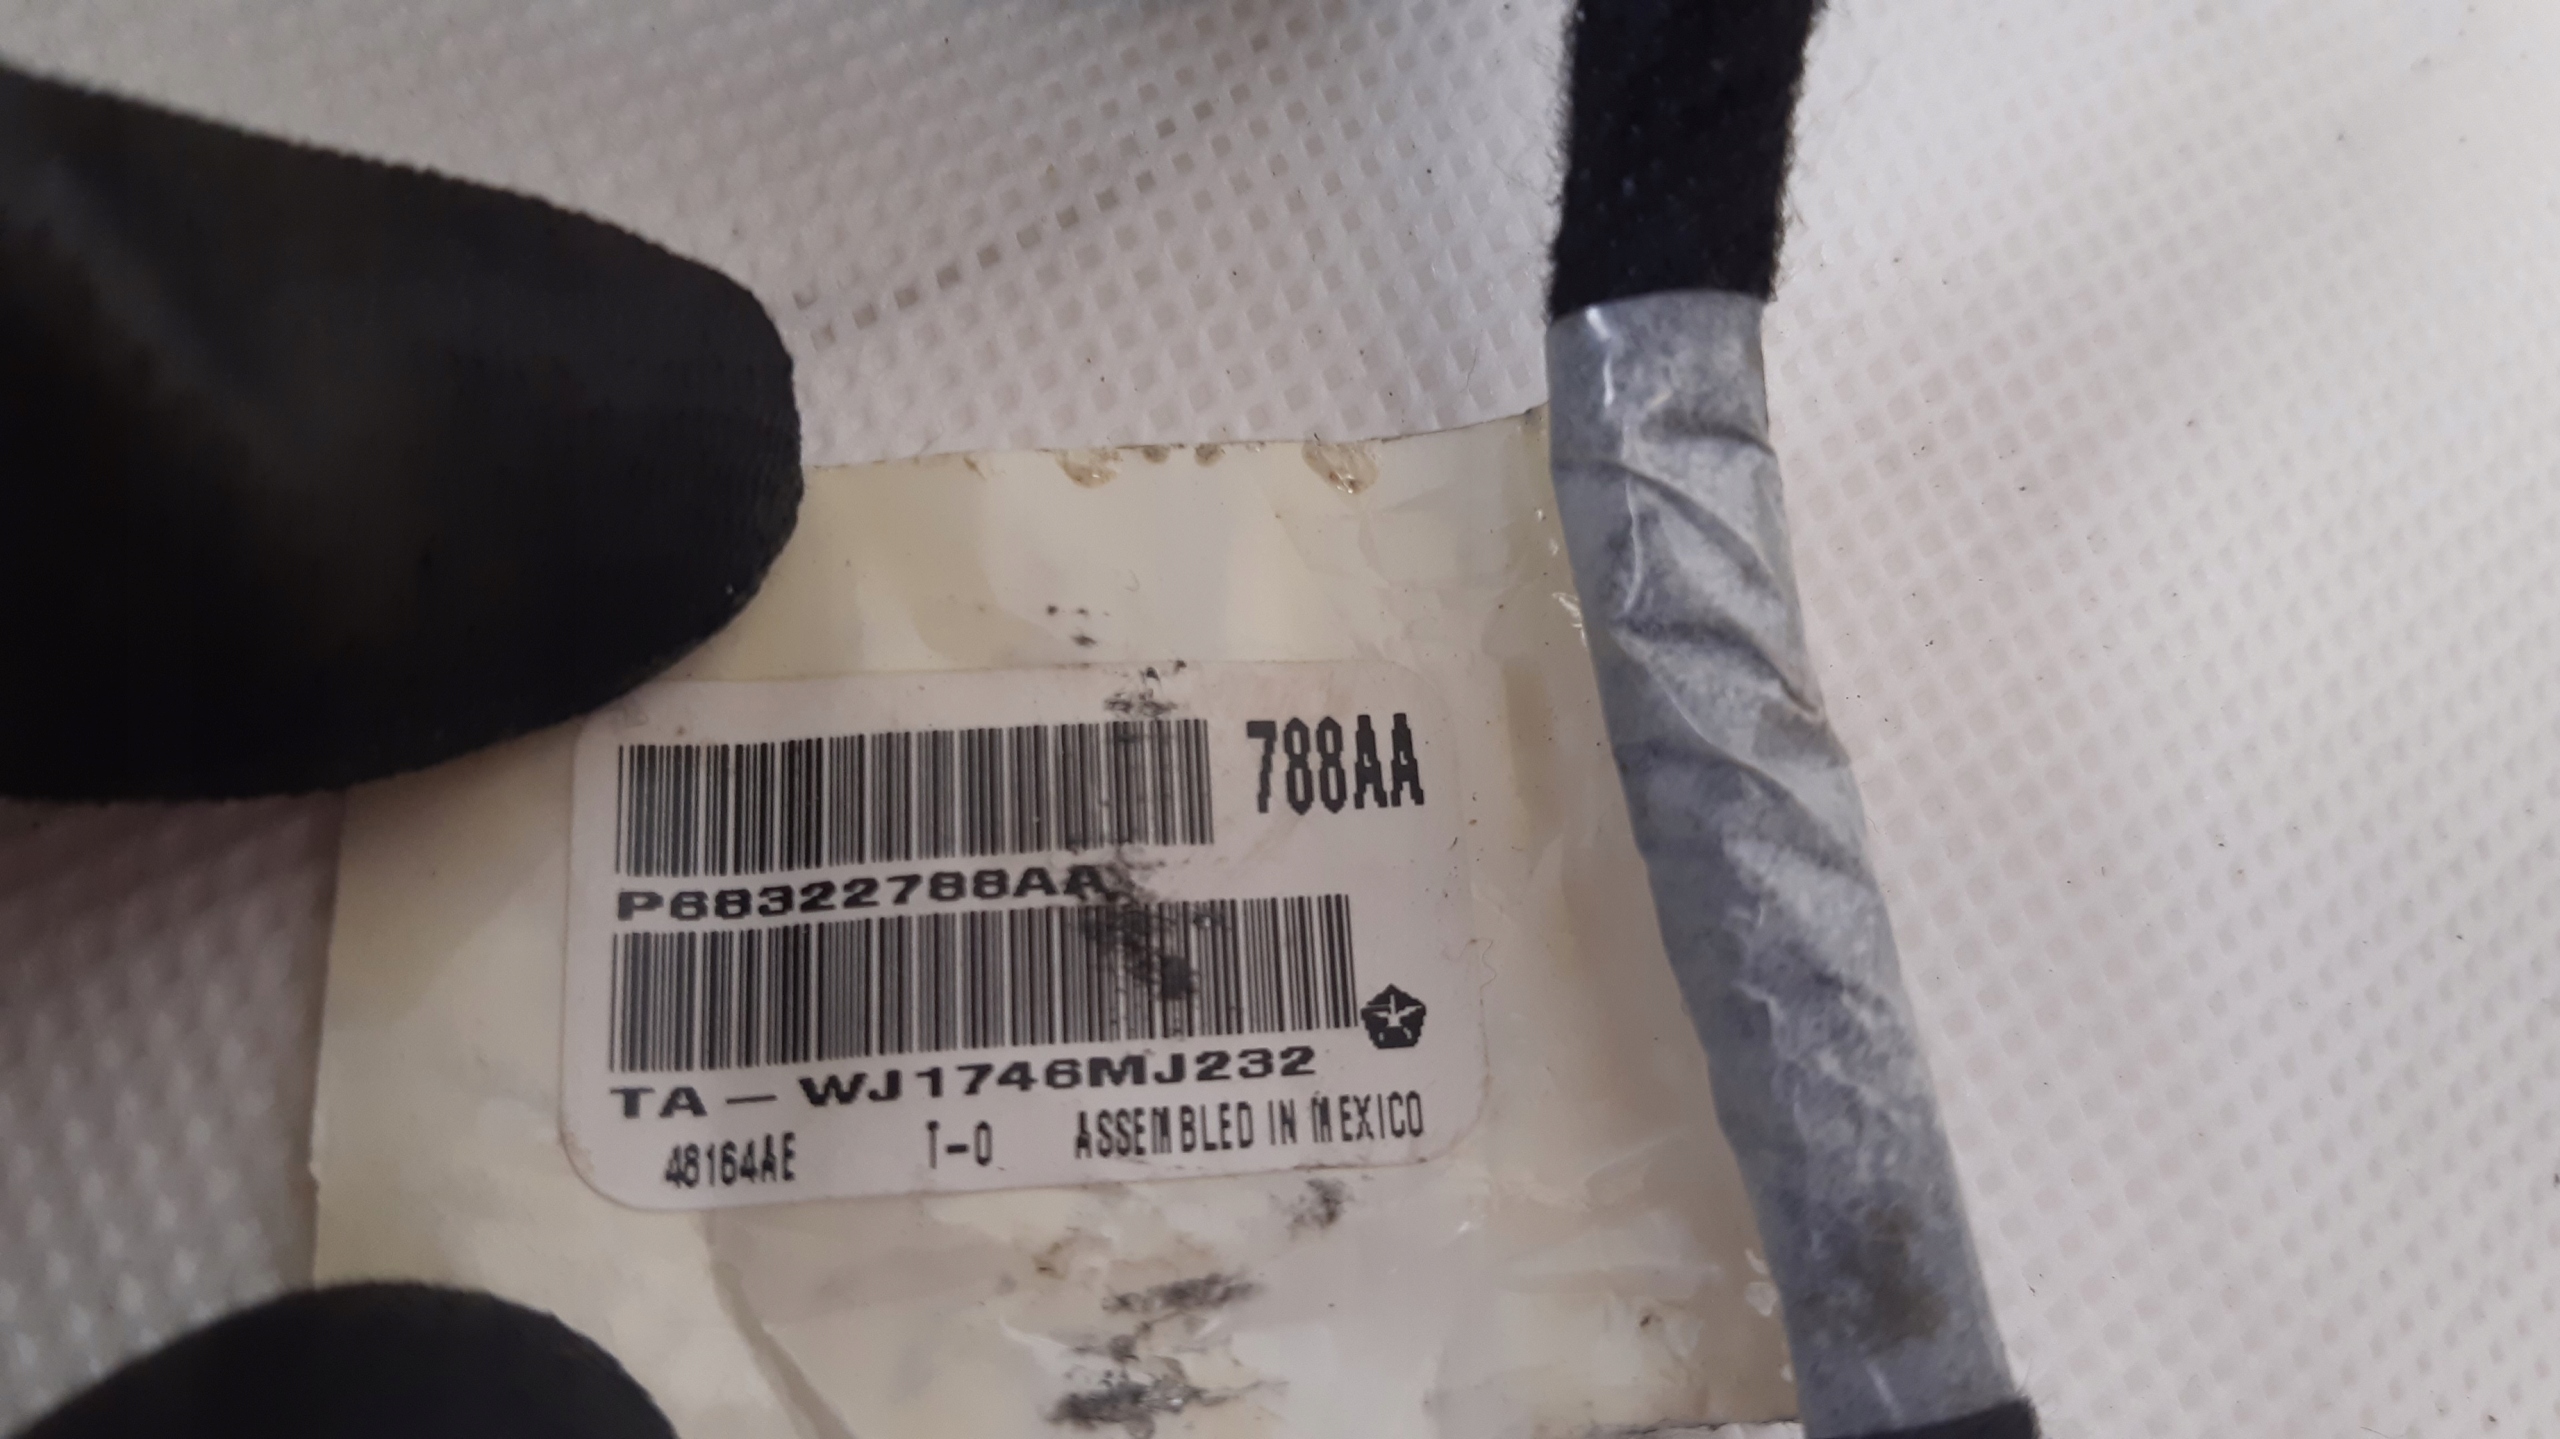 788AA
P68322788AA
TA-WJ1746MJ232
48164AE T-0 ASSEMBLED IN MEXICO